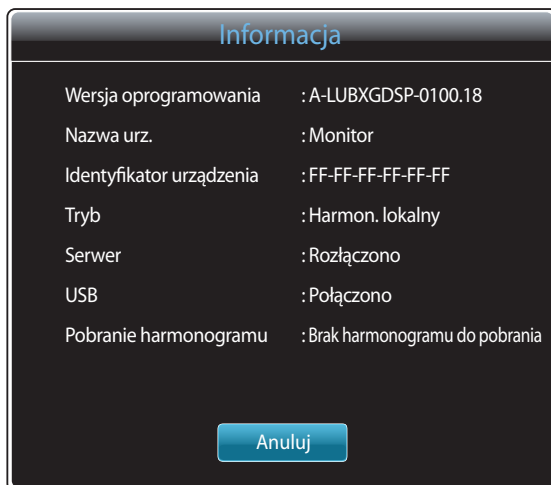 Informacja
Wersja oprogramowania : A-LUBXGDSP-0100.18
Nazwa urz. : Monitor
Identyfikator urządzenia : FF-FF-FF-FF-FF-FF
Tryb : Harmon. lokalny
Serwer : Rozłączono
USB : Połączono
Pobranie harmonogramu : Brak harmonogramu do pobrania
Anuluj